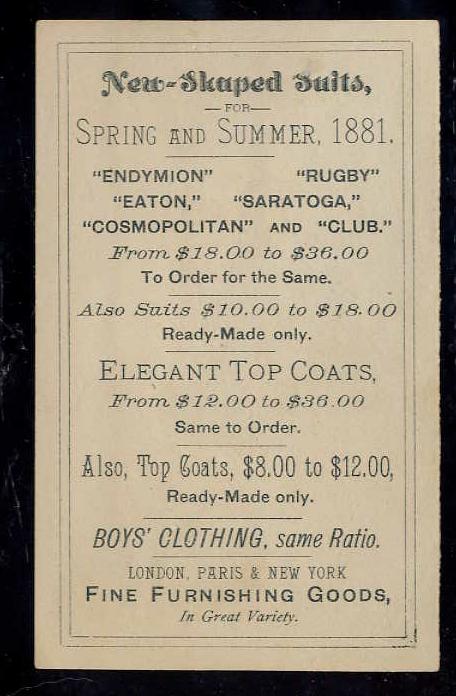 New-Shaped Suits,
—FOR—
SPRING AND SUMMER, 1881.
"ENDYMION" "RUGBY"
"EATON," "SARATOGA,"
"COSMOPOLITAN" AND "CLUB."
From $18.00 to $36.00
To Order for the Same.
Also Suits $10.00 to $18.00
Ready-Made only.
ELEGANT TOP COATS,
From $12.00 to $36.00
Same to Order.
Also, Top Coats, $8.00 to $12.00,
Ready-Made only.
BOYS' CLOTHING, same Ratio.
LONDON, PARIS & NEW YORK
FINE FURNISHING GOODS,
In Great Variety.